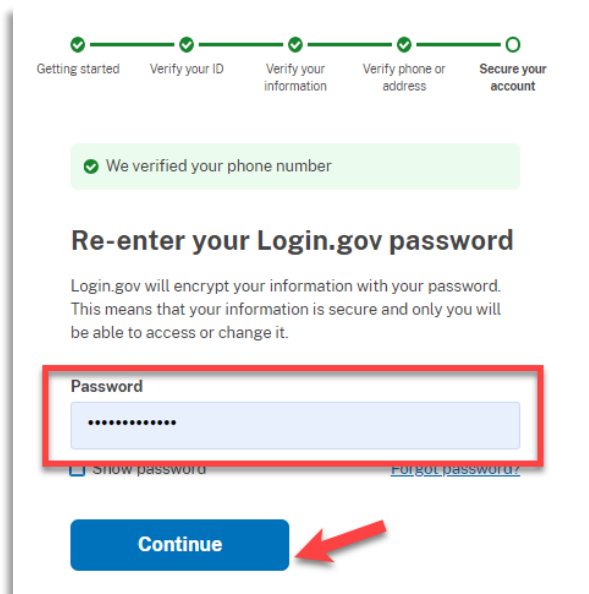 Getting started Verify your ID Verify your information Verify phone or address Secure your account
We verified your phone number
Re-enter your Login.gov password
Login.gov will encrypt your information with your password.
This means that your information is secure and only you will
be able to access or change it.
Password
•••••••••••••
Show password Forgot password?
Continue